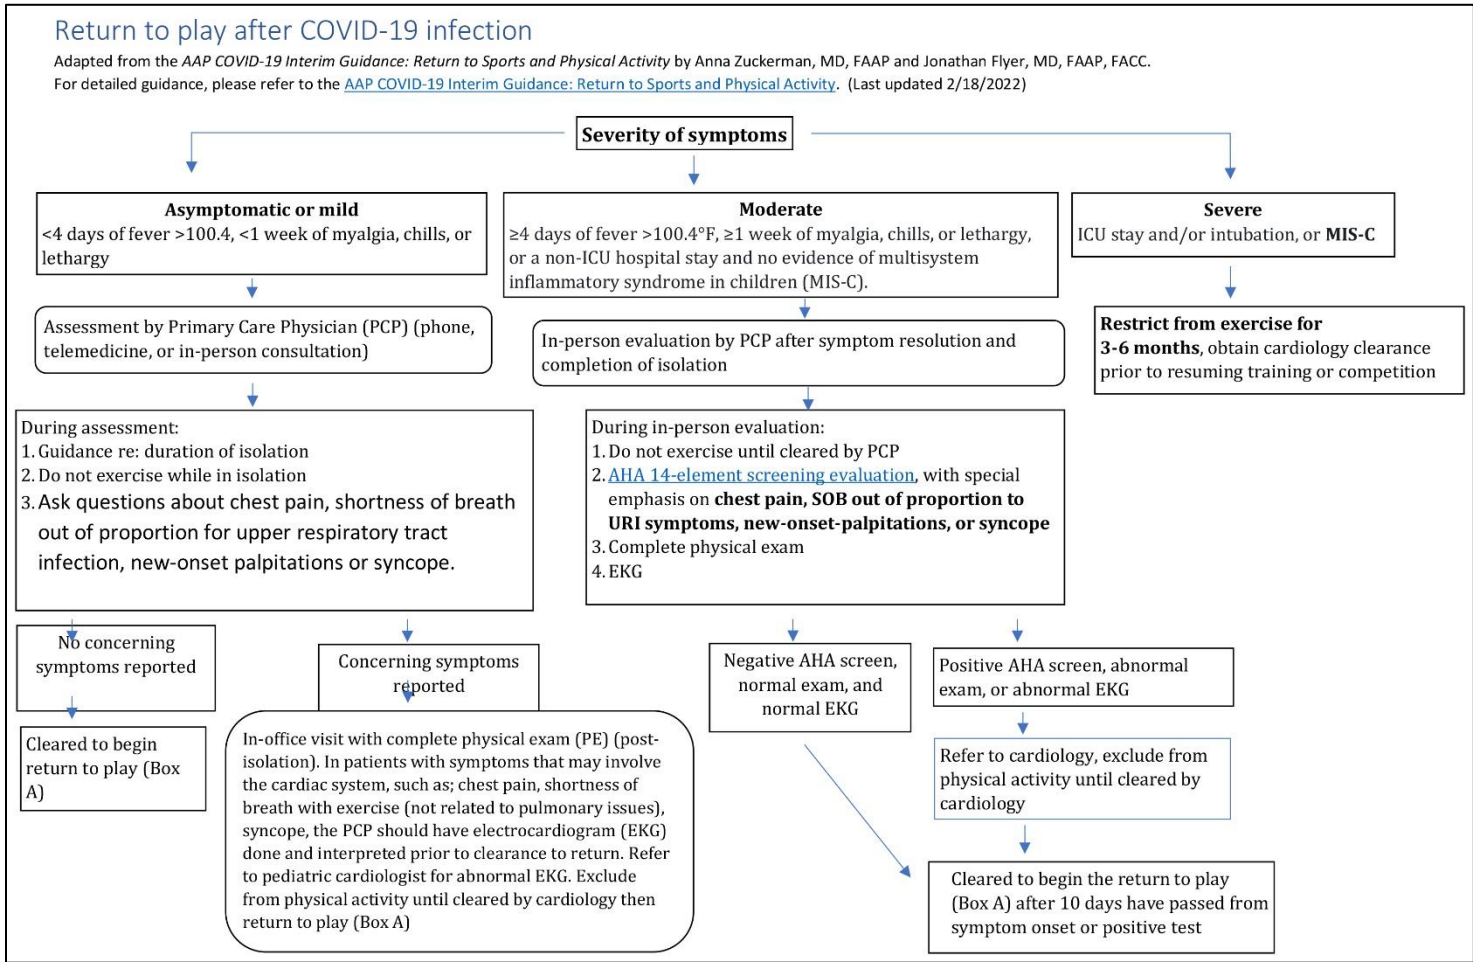 Return to play after COVID-19 infection
Adapted from the AAP COVID-19 Interim Guidance: Return to Sports and Physical Activity by Anna Zuckerman, MD, FAAP and Jonathan Flyer, MD, FAAP, FACC.
For detailed guidance, please refer to the AAP COVID-19 Interim Guidance: Return to Sports and Physical Activity. (Last updated 2/18/2022)
Severity of symptoms
Asymptomatic or mild
<4 days of fever >100.4, <1 week of myalgia, chills, or
lethargy
Moderate
≥4 days of fever >100.4°F, ≥1 week of myalgia, chills, or lethargy,
or a non-ICU hospital stay and no evidence of multisystem
inflammatory syndrome in children (MIS-C).
Severe
ICU stay and/or intubation, or MIS-C
Assessment by Primary Care Physician (PCP) (phone,
telemedicine, or in-person consultation)
In-person evaluation by PCP after symptom resolution and
completion of isolation
Restrict from exercise for
3-6 months, obtain cardiology clearance
prior to resuming training or competition
During assessment:
1. Guidance re: duration of isolation
2. Do not exercise while in isolation
3. Ask questions about chest pain, shortness of breath
out of proportion for upper respiratory tract
infection, new-onset palpitations or syncope.
During in-person evaluation:
1. Do not exercise until cleared by PCP
2. AHA 14-element screening evaluation, with special
emphasis on chest pain, SOB out of proportion to
URI symptoms, new-onset-palpitations, or syncope
3. Complete physical exam
4. EKG
No concerning
symptoms reported
Concerning symptoms
reported
Negative AHA screen,
normal exam, and
normal EKG
Positive AHA screen, abnormal
exam, or abnormal EKG
Cleared to begin
return to play (Box
A)
In-office visit with complete physical exam (PE) (post-
isolation). In patients with symptoms that may involve
the cardiac system, such as; chest pain, shortness of
breath with exercise (not related to pulmonary issues),
syncope, the PCP should have electrocardiogram (EKG)
done and interpreted prior to clearance to return. Refer
to pediatric cardiologist for abnormal EKG. Exclude
from physical activity until cleared by cardiology then
return to play (Box A)
Refer to cardiology, exclude from
physical activity until cleared by
cardiology
Cleared to begin the return to play
(Box A) after 10 days have passed from
symptom onset or positive test